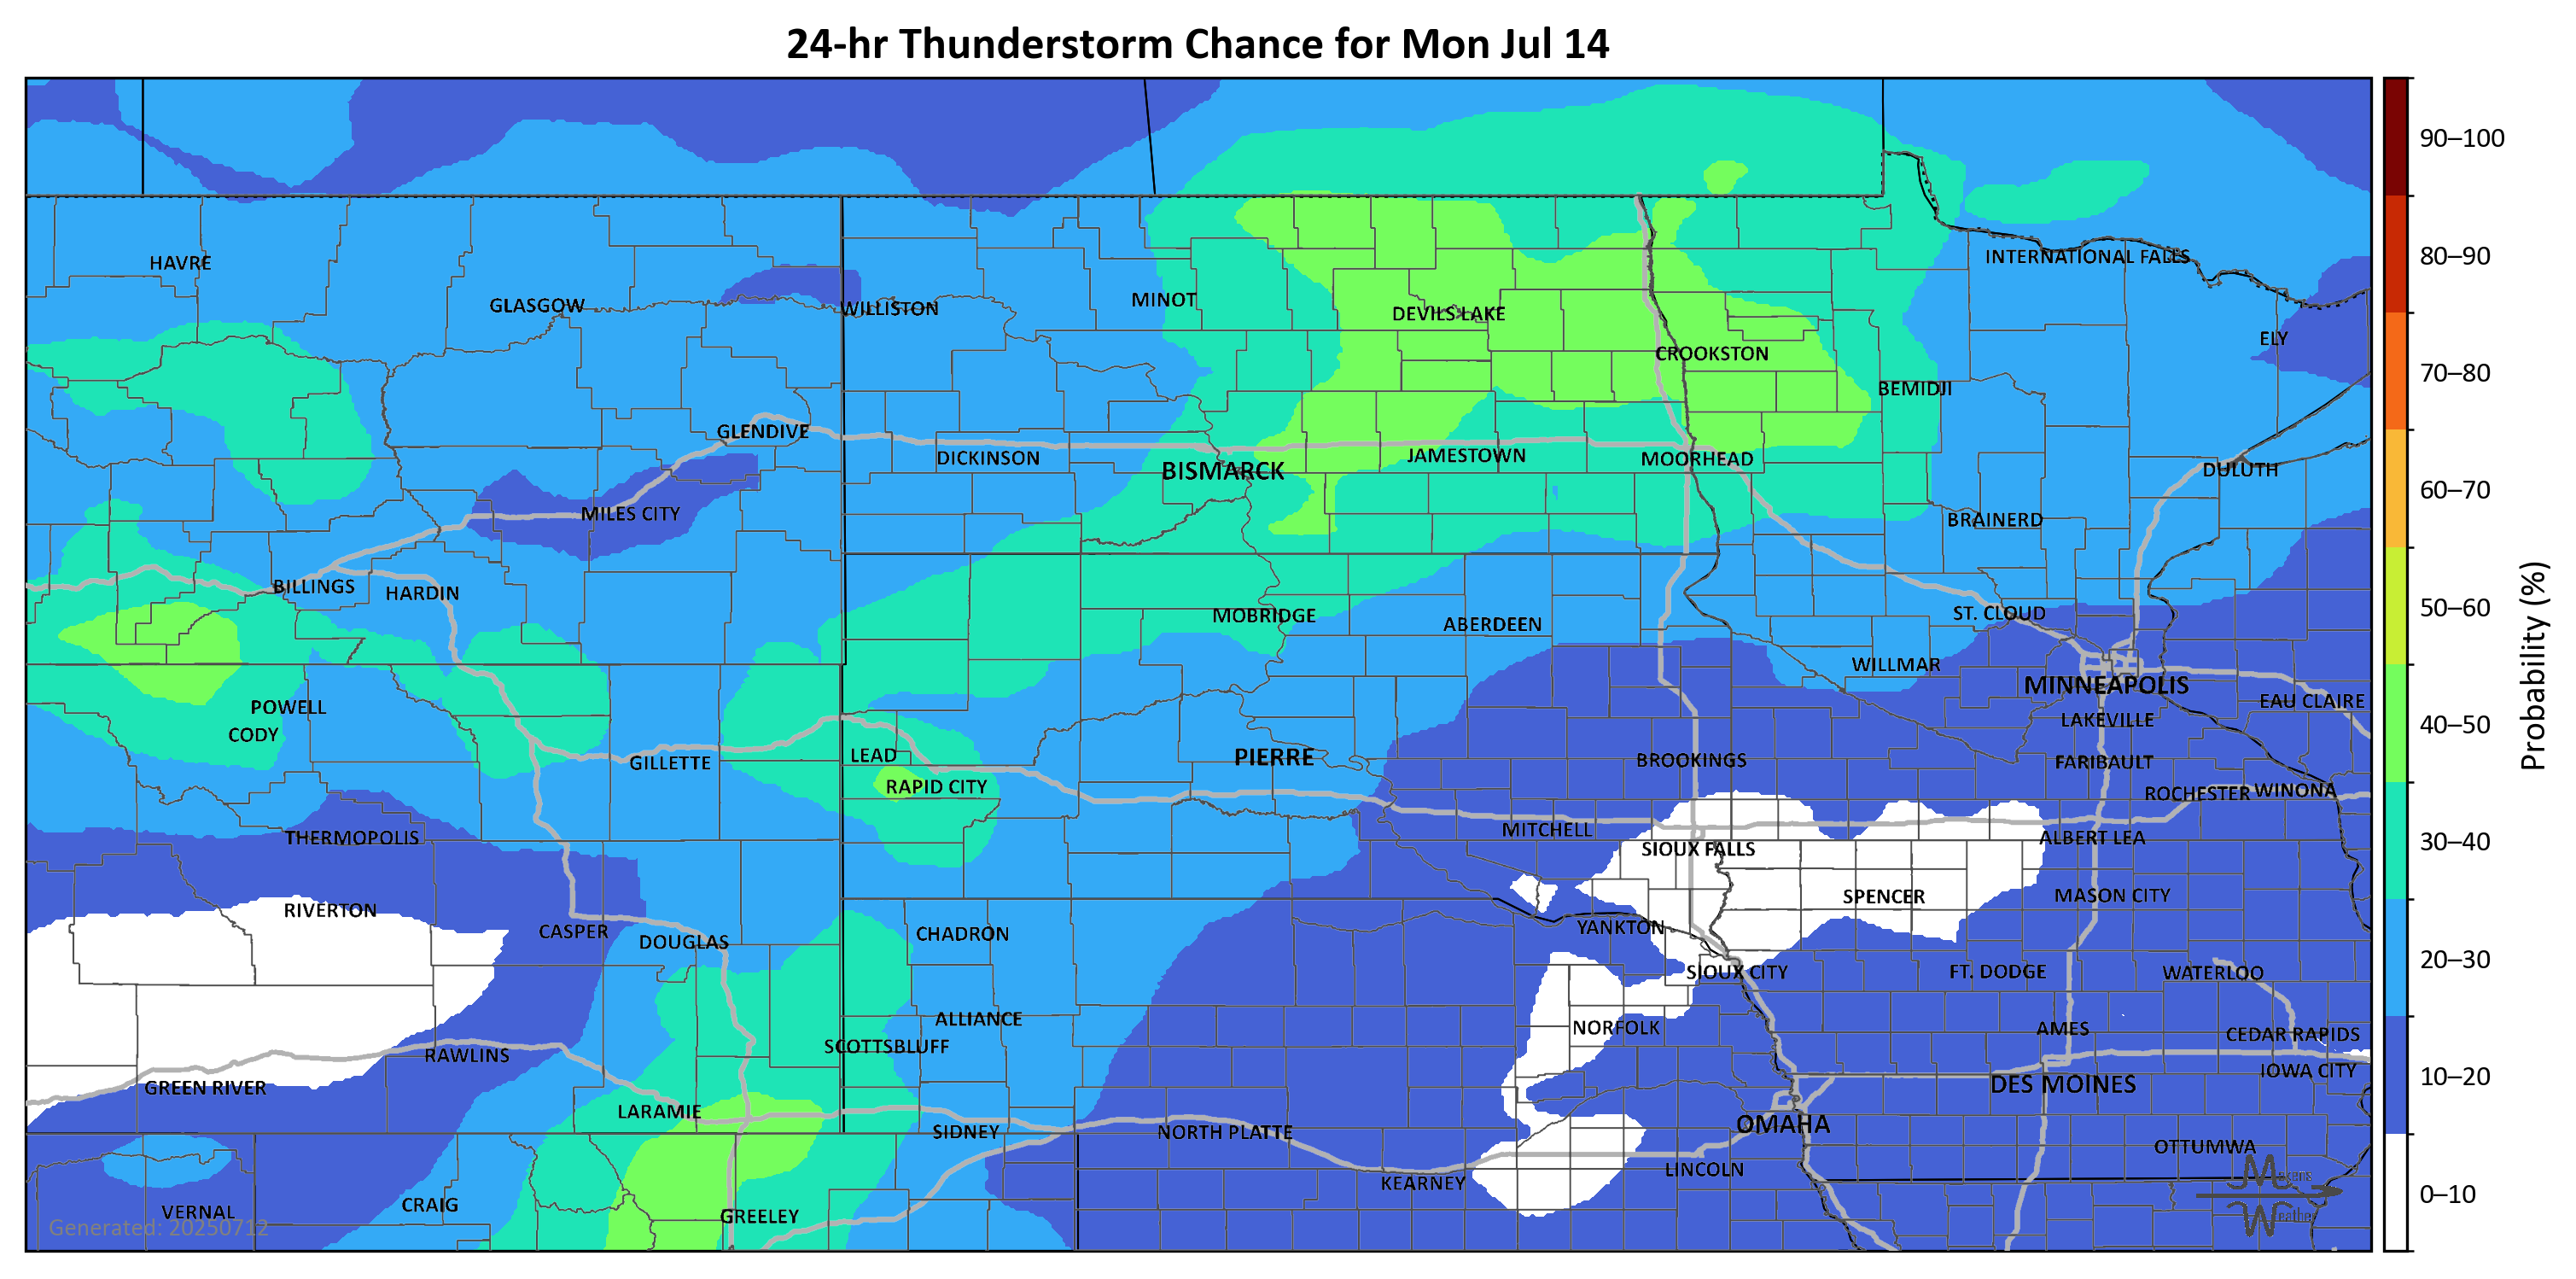 24-hr Thunderstorm Chance for Mon Jul 14
90–100
80–90
70–80
60–70
50–60
40–50
30–40
20–30
10–20
0–10
Probability (%)
HAVRE
GLASGOW
WILLISTON
MINOT
DEVILS LAKE
INTERNATIONAL FALLS
ELY
CROOKSTON
BEMIDJI
GLENDIVE
DICKINSON
BISMARCK
JAMESTOWN
MOORHEAD
DULUTH
MILES CITY
BRAINERD
BILLINGS
HARDIN
MOBRIDGE
ABERDEEN
ST. CLOUD
WILLMAR
MINNEAPOLIS
EAU CLAIRE
POWELL
CODY
LAKEVILLE
GILLETTE
LEAD
PIERRE
BROOKINGS
FARIBAULT
RAPID CITY
ROCHESTER
WINONA
THERMOPOLIS
MITCHELL
ALBERT LEA
SIOUX FALLS
SPENCER
MASON CITY
RIVERTON
CASPER
DOUGLAS
CHADRON
YANKTON
SIOUX CITY
FT. DODGE
WATERLOO
ALLIANCE
NORFOLK
AMES
CEDAR RAPIDS
RAWLINS
SCOTTSBLUFF
IOWA CITY
GREEN RIVER
DES MOINES
LARAMIE
SIDNEY
NORTH PLATTE
OMAHA
OTTUMWA
LINCOLN
KEARNEY
VERNAL
CRAIG
GREELEY
Generated: 20250712
Makens
Weather